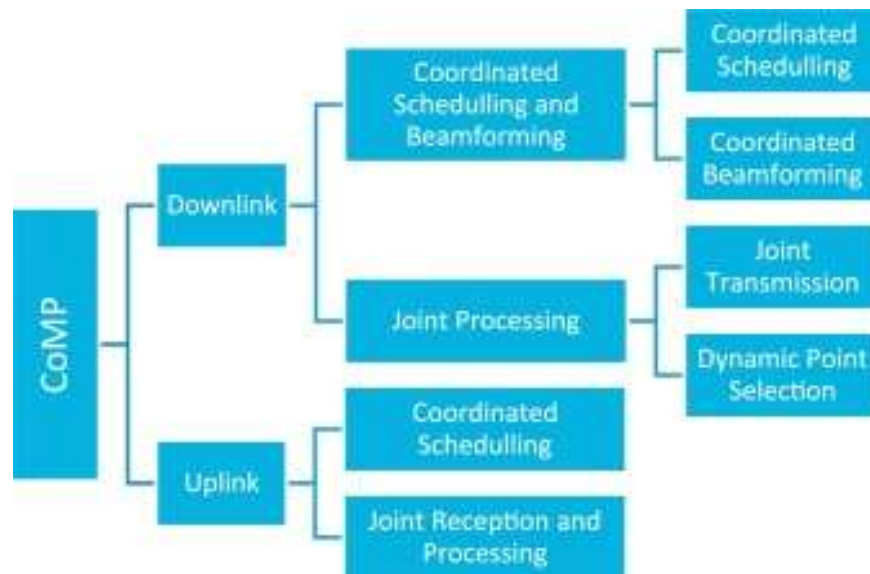 CoMP
Downlink
Coordinated
Schedulling and
Beamforming
Coordinated
Schedulling
Coordinated
Beamforming
Joint Processing
Joint
Transmission
Dynamic Point
Selection
Uplink
Coordinated
Schedulling
Joint Reception and
Processing